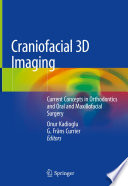 Craniofacial 3D
Imaging
Current Concepts in Orthodontics
and Oral and Maxillofacial
Surgery
Onur Kadioglu
G. Fräns Currier
Editors
Springer